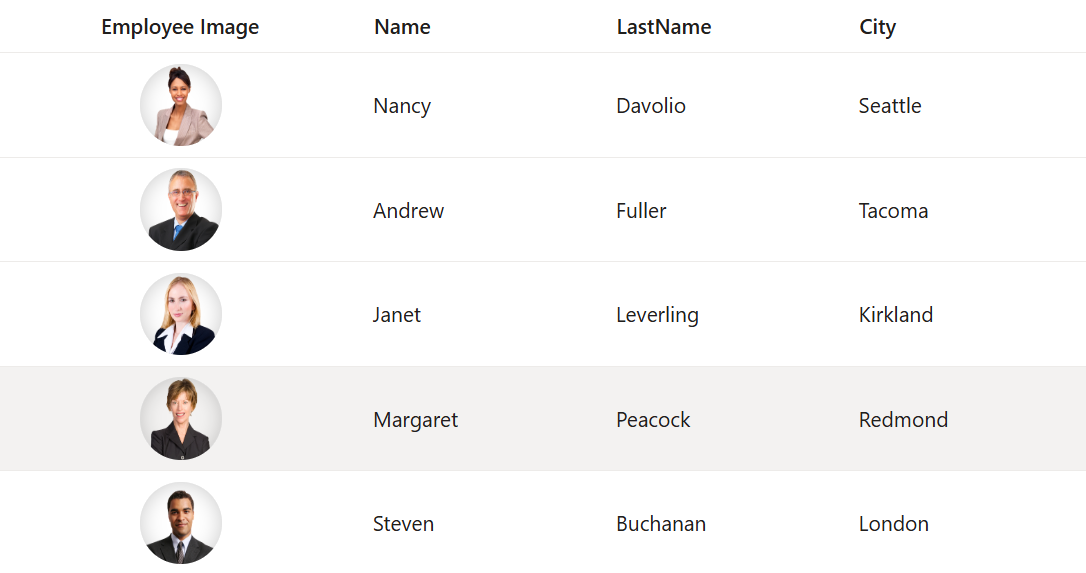 Employee Image Name LastName City
Nancy Davolio Seattle
Andrew Fuller Tacoma
Janet Leverling Kirkland
Margaret Peacock Redmond
Steven Buchanan London